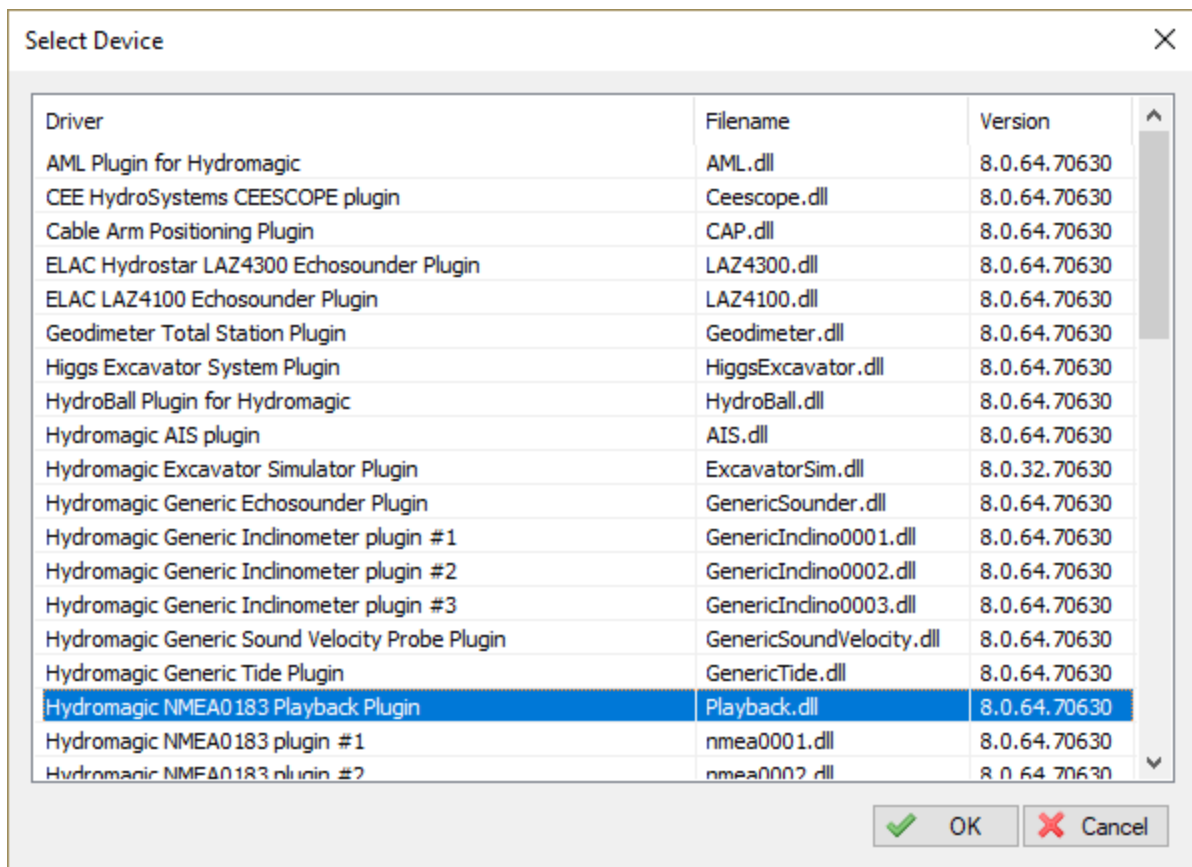 Select Device
Driver Filename Version
AML Plugin for Hydromagic AML.dll 8.0.64.70630
CEE HydroSystems CEESCOPE plugin Ceescope.dll 8.0.64.70630
Cable Arm Positioning Plugin CAP.dll 8.0.64.70630
ELAC Hydrostar LAZ4300 Echosounder Plugin LAZ4300.dll 8.0.64.70630
ELAC LAZ4100 Echosounder Plugin LAZ4100.dll 8.0.64.70630
Geodimeter Total Station Plugin Geodimeter.dll 8.0.64.70630
Higgs Excavator System Plugin HiggsExcavator.dll 8.0.64.70630
HydroBall Plugin for Hydromagic HydroBall.dll 8.0.64.70630
Hydromagic AIS plugin AIS.dll 8.0.64.70630
Hydromagic Excavator Simulator Plugin ExcavatorSim.dll 8.0.32.70630
Hydromagic Generic Echosounder Plugin GenericSounder.dll 8.0.64.70630
Hydromagic Generic Inclinometer plugin #1 GenericInclino0001.dll 8.0.64.70630
Hydromagic Generic Inclinometer plugin #2 GenericInclino0002.dll 8.0.64.70630
Hydromagic Generic Inclinometer plugin #3 GenericInclino0003.dll 8.0.64.70630
Hydromagic Generic Sound Velocity Probe Plugin GenericSoundVelocity.dll 8.0.64.70630
Hydromagic Generic Tide Plugin GenericTide.dll 8.0.64.70630
Hydromagic NMEA0183 Playback Plugin Playback.dll 8.0.64.70630
Hydromagic NMEA0183 plugin #1 nmea0001.dll 8.0.64.70630
Hydromagic NMEA0183 plugin #2 nmea0002.dll 8.0.64.70630
OK Cancel